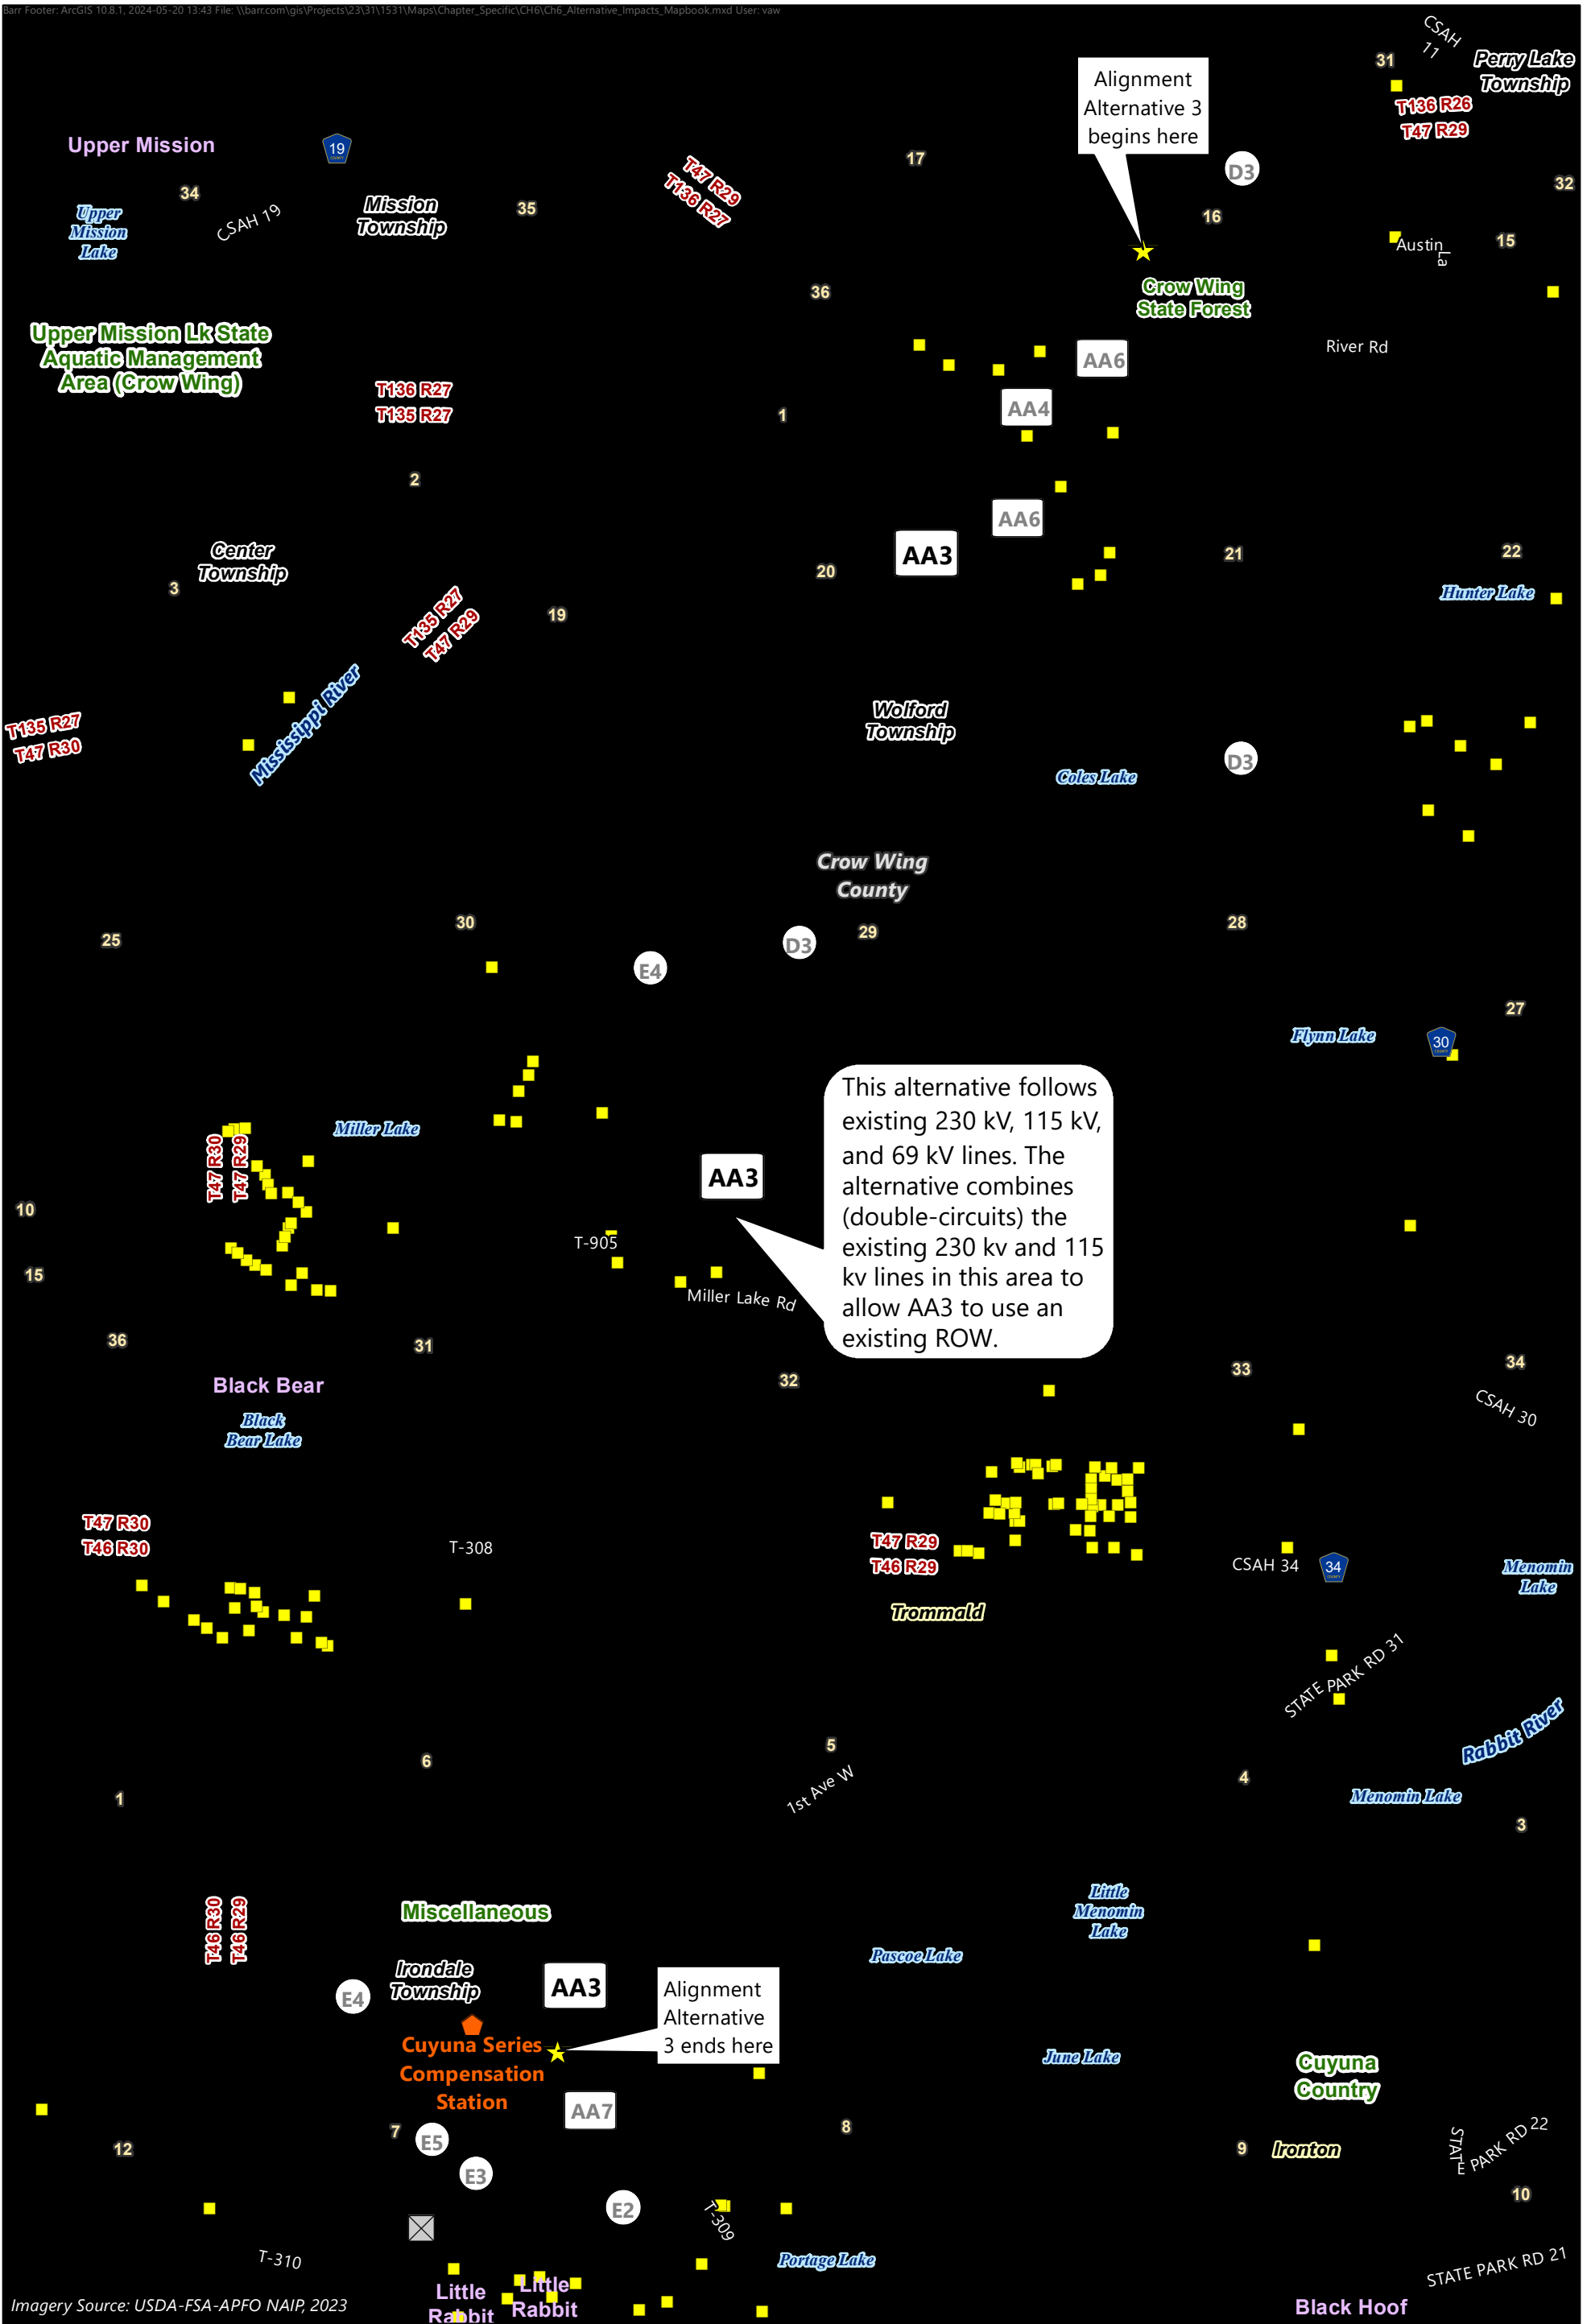 Barr Footer: ArcGIS 10.8.1, 2024-05-20 13:43 File: \\barr.com\gis\Projects\23\31\1531\Maps\Chapter_Specific\CH6\Ch6_Alternative_Impacts_Mapbook.mxd User: vaw
CSAH
11
31
Perry Lake
Township
Alignment
Alternative 3
begins here
T136 R26
T47 R29
Upper Mission
19
COUNTY
17
D3
32
34
T47 R29
T136 R27
Upper
Mission
Lake
CSAH 19
Mission
Township
35
16
Austin
La
15
36
Crow Wing
State Forest
Upper Mission Lk State
Aquatic Management
Area (Crow Wing)
River Rd
AA6
T136 R27
T135 R27
1
AA4
2
AA6
Center
Township
AA3
21
22
3
20
Hunter Lake
T135 R27
T47 R29
19
Mississippi River
T135 R27
T47 R30
Wolford
Township
D3
Coles Lake
Crow Wing
County
25
30
29
28
E4
D3
27
Flynn Lake
30
COUNTY
This alternative follows
existing 230 kV, 115 kV,
and 69 kV lines. The
alternative combines
(double-circuits) the
existing 230 kv and 115
kv lines in this area to
allow AA3 to use an
existing ROW.
Miller Lake
T47 R30
T47 R29
AA3
10
T-905
15
Miller Lake Rd
36
31
32
33
34
Black Bear
CSAH 30
Black
Bear Lake
T47 R30
T46 R30
T-308
T47 R29
T46 R29
CSAH 34
34
COUNTY
Menomin
Lake
Trommald
STATE PARK RD 31
Rabbit River
6
5
4
1st Ave W
1
Menomin Lake
3
T46 R30
T46 R29
Miscellaneous
Little
Menomin
Lake
Pascoe Lake
Irondale
Township
AA3
E4
Alignment
Alternative
3 ends here
Cuyuna Series
Compensation
Station
June Lake
Cuyuna
Country
AA7
7
E5
8
12
9
Ironton
STAT
E PARK RD 22
E3
10
E2
T-309
T-310
Portage Lake
STATE PARK RD 21
Little
Rabbit
Little
Rabbit
Imagery Source: USDA-FSA-APFO NAIP, 2023
Black Hoof